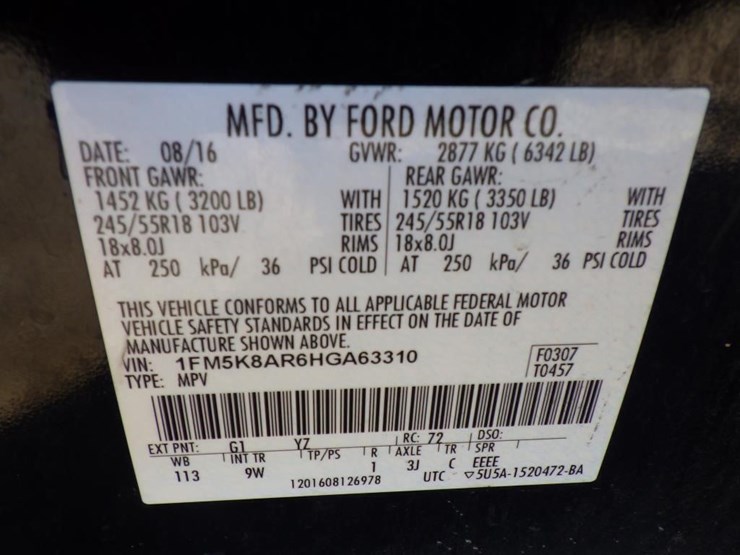 MFD. BY FORD MOTOR CO.
DATE: 08/16 GVWR: 2877 KG ( 6342 LB)
FRONT GAWR: REAR GAWR:
1452 KG ( 3200 LB) WITH 1520 KG ( 3350 LB) WITH
245/55R18 103V TIRES 245/55R18 103V TIRES
18x8.0J RIMS 18x8.0J RIMS
AT 250 kPa/ 36 PSI COLD AT 250 kPa/ 36 PSI COLD
THIS VEHICLE CONFORMS TO ALL APPLICABLE FEDERAL MOTOR
VEHICLE SAFETY STANDARDS IN EFFECT ON THE DATE OF
MANUFACTURE SHOWN ABOVE.
VIN: 1FM5K8AR6HGA63310 F0307
TYPE: MPV T0457
EXT PNT: G1 YZ RC: 72 DSO:
WB INT TR TP/PS R AXLE TR SPR
113 9W 1 3J C EEEE
1201608126978 UTC ▽5U5A-1520472-BA